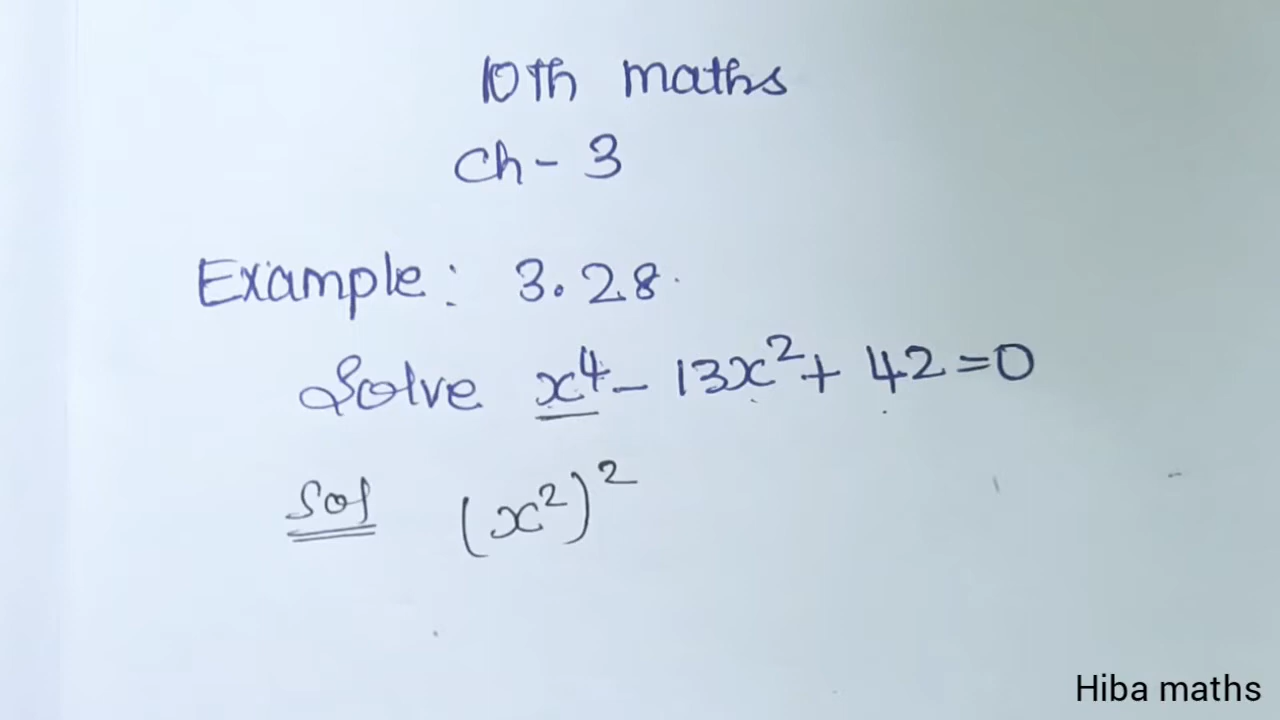 10th maths
Ch - 3
Example : 3.28.
Solve x⁴ - 13x² + 42 = 0
Sol (x²)²
Hiba maths